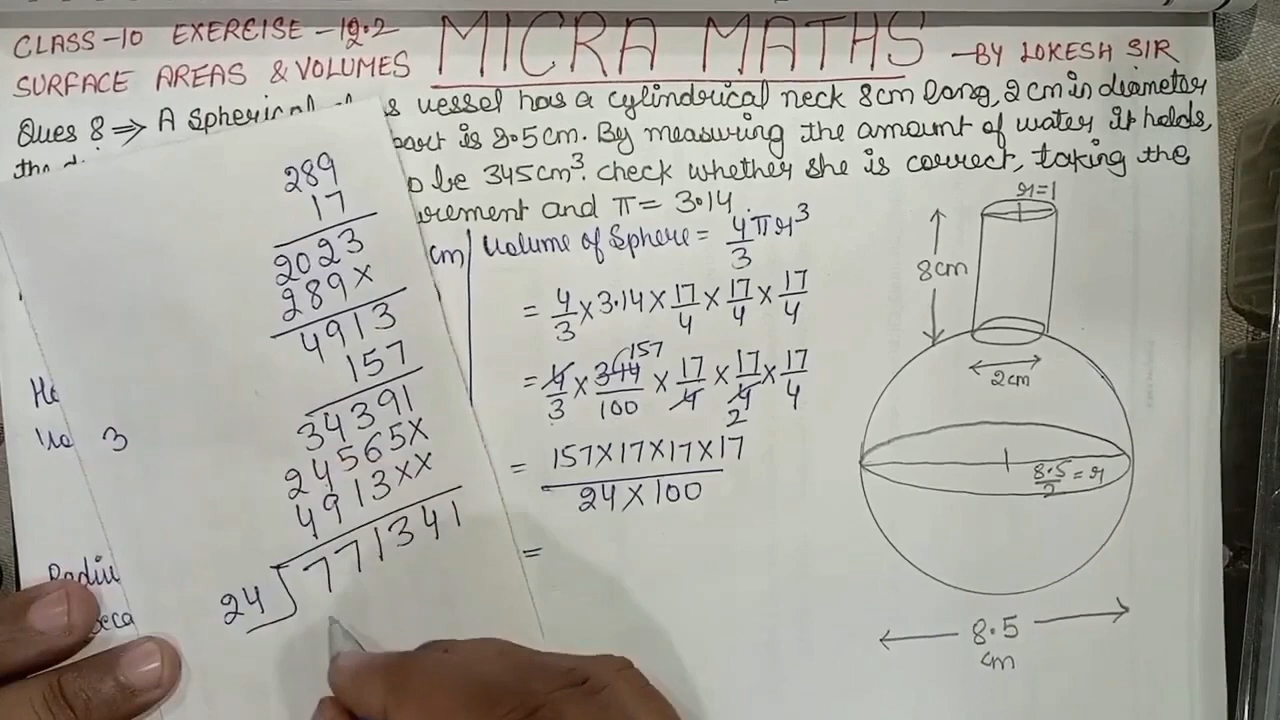 CLASS-10 EXERCISE-12.2
MICRA MATHS -BY LOKESH SIR
SURFACE AREAS & VOLUMES
Ques 8 ⇒ A Spherical vessel has a cylindrical neck 8cm long, 2cm in diameter
part is 8.5cm. By measuring the amount of water it holds,
the
be 345cm³. check whether she is correct, taking the
and π = 3.14.
cm
Volume of Sphere = 4/3 πr³
= 4/3 × 3.14 × 17/4 × 17/4 × 17/4
= 4/3 × 314/100 × 17/4 × 17/4 × 17/4
157
2
= 157×17×17×17 / 24×100
=
289
17
2023
289×
4913
157
34391
24565×
4913××
24 ) 771341
He
3
r=1
8cm
2cm
8.5/2 = r
8.5
cm